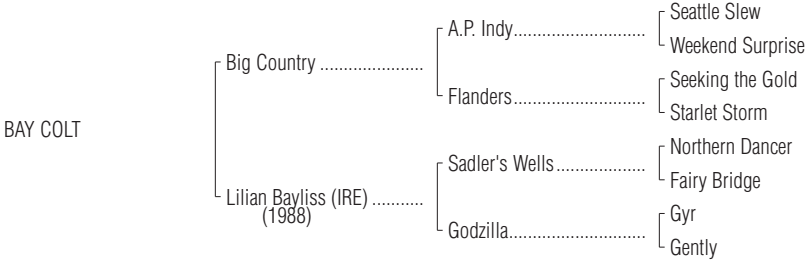 Seattle Slew
A.P. Indy..............................
Weekend Surprise
Big Country ......................
Seeking the Gold
Flanders..............................
Starlet Storm
BAY COLT
Northern Dancer
Sadler's Wells....................
Fairy Bridge
Lilian Bayliss (IRE) ...........
(1988)
Gyr
Godzilla..............................
Gently